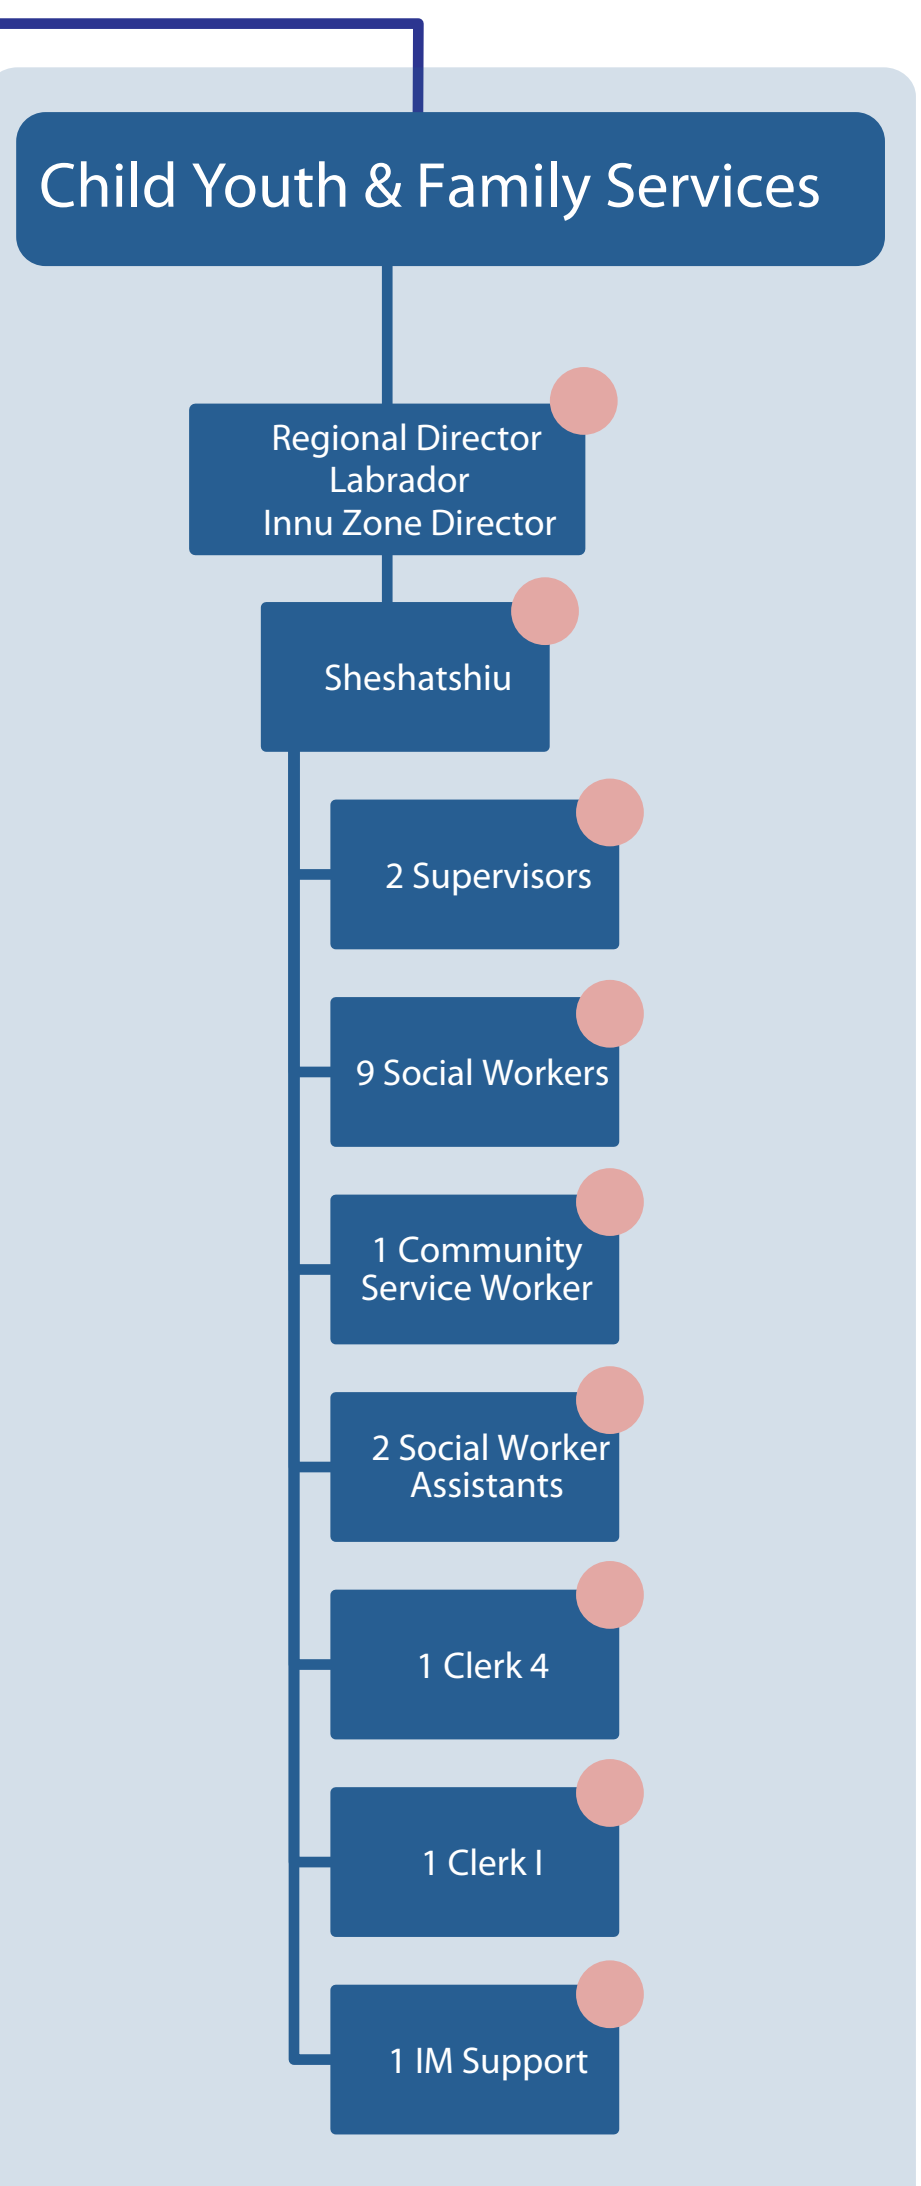 Child Youth & Family Services
Regional Director
Labrador
Innu Zone Director
Sheshatshiu
2 Supervisors
9 Social Workers
1 Community
Service Worker
2 Social Worker
Assistants
1 Clerk 4
1 Clerk I
1 IM Support